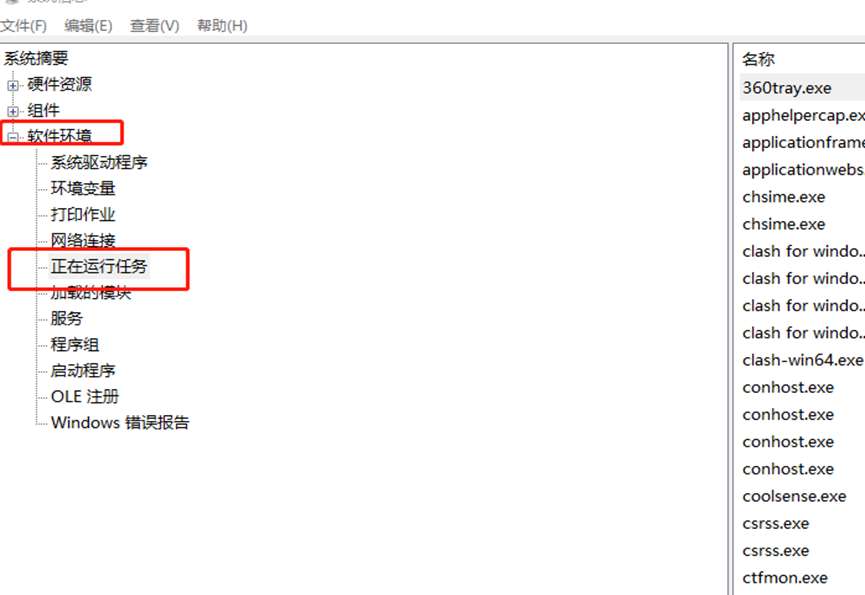 文件(F) 编辑(E) 查看(V) 帮助(H)
系统摘要
硬件资源
组件
软件环境
系统驱动程序
环境变量
打印作业
网络连接
正在运行任务
加载的模块
服务
程序组
启动程序
OLE 注册
Windows 错误报告
名称
360tray.exe
apphelpercap.ex
applicationframe
applicationwebs.
chsime.exe
chsime.exe
clash for windo..
clash for windo..
clash for windo..
clash for windo..
clash-win64.exe
conhost.exe
conhost.exe
conhost.exe
conhost.exe
coolsense.exe
csrss.exe
csrss.exe
ctfmon.exe